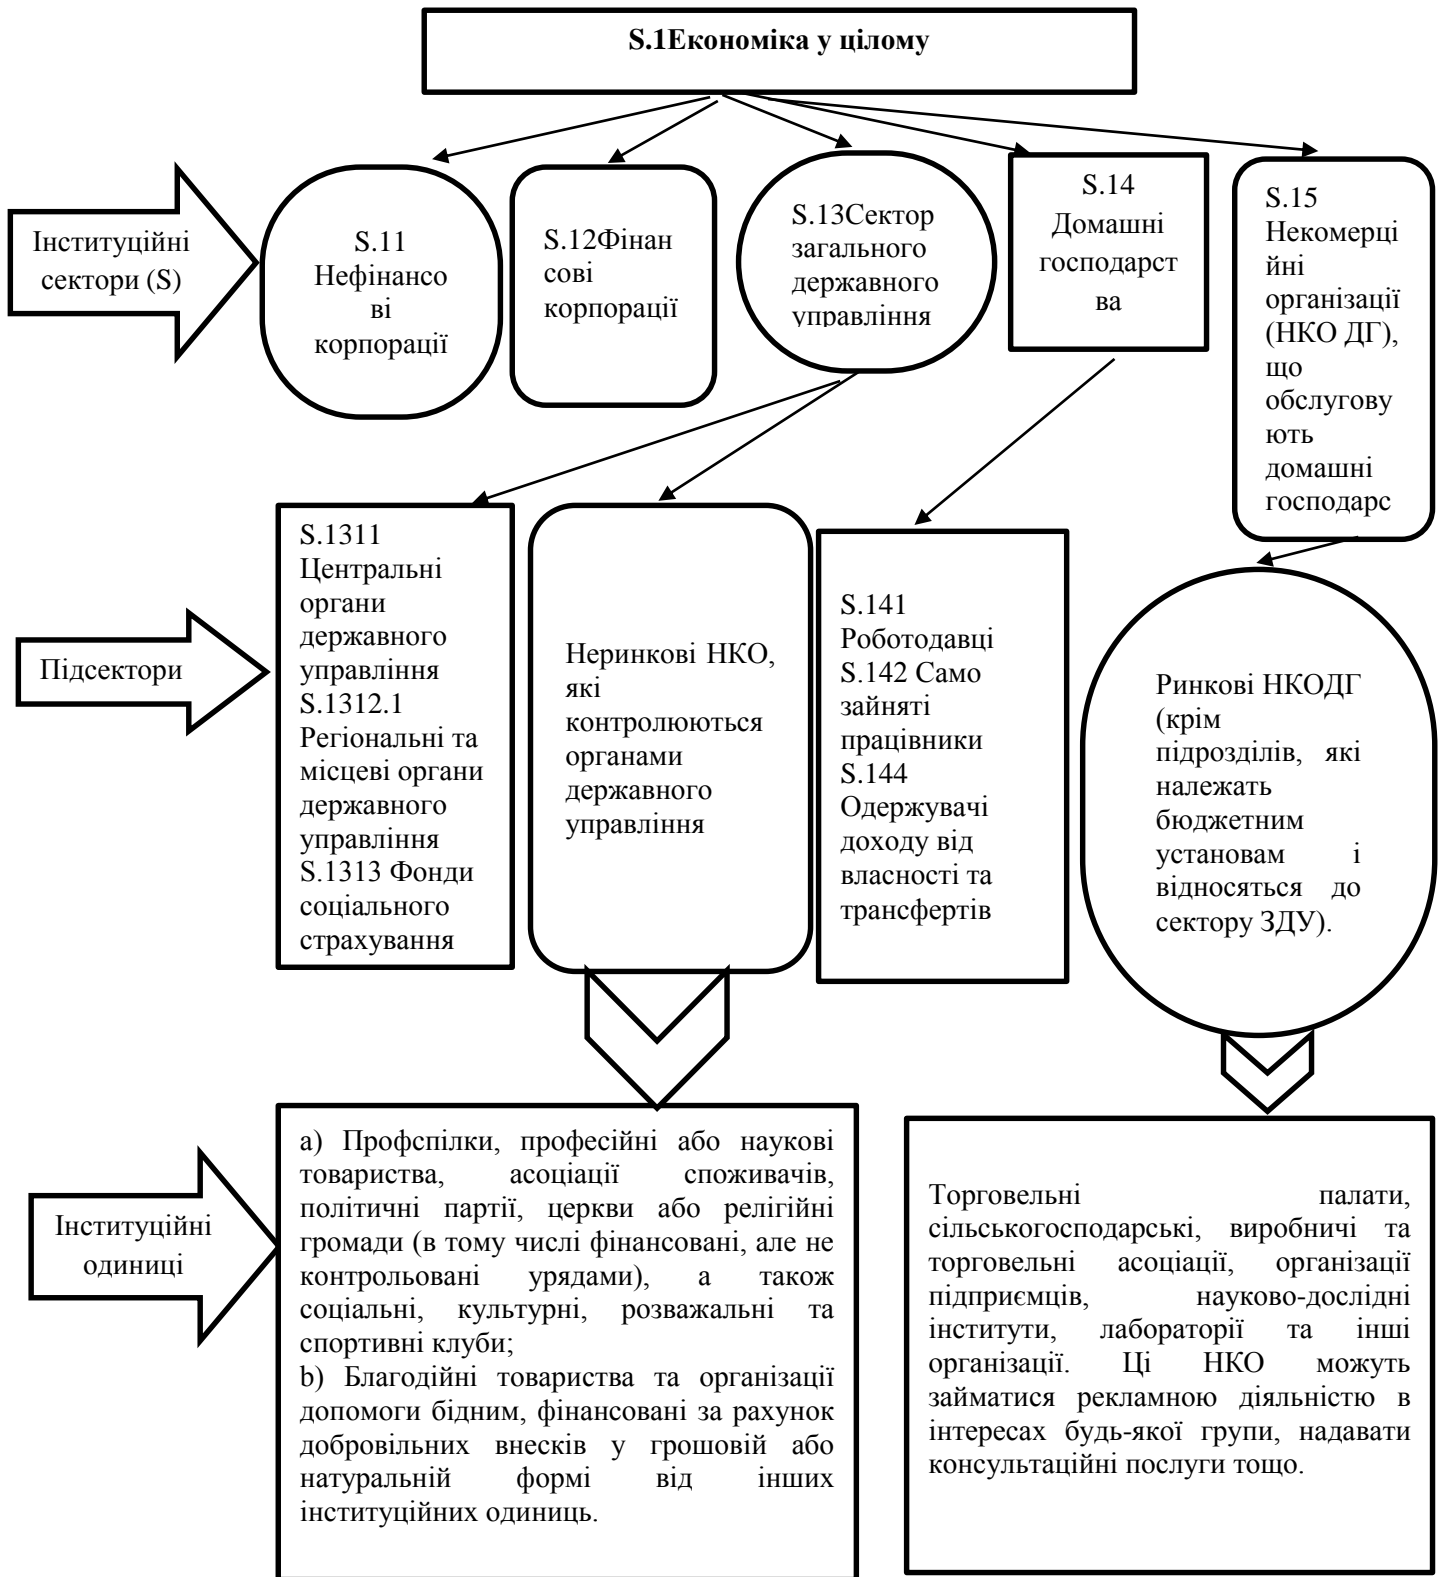 S.1Економіка у цілому
Інституційні
сектори (S)
S.11
Нефінансо
ві
корпорації
S.12Фінан
сові
корпорації
S.13Сектор
загального
державного
управління
S.14
Домашні
господарст
ва
S.15
Некомерці
йні
організації
(НКО ДГ),
що
обслугову
ють
домашні
господарс
Підсектори
S.1311
Центральні
органи
державного
управління
S.1312.1
Регіональні та
місцеві органи
державного
управління
S.1313 Фонди
соціального
страхування
Неринкові НКО,
які
контролюються
органами
державного
управління
S.141
Роботодавці
S.142 Само
зайняті
працівники
S.144
Одержувачі
доходу від
власності та
трансфертів
Ринкові НКОДГ
(крім
підрозділів, які
належать
бюджетним
установам і
відносяться до
сектору ЗДУ).
Інституційні
одиниці
a) Профспілки, професійні або наукові
товариства, асоціації споживачів,
політичні партії, церкви або релігійні
громади (в тому числі фінансовані, але не
контрольовані урядами), а також
соціальні, культурні, розважальні та
спортивні клуби;
b) Благодійні товариства та організації
допомоги бідним, фінансовані за рахунок
добровільних внесків у грошовій або
натуральній формі від інших
інституційних одиниць.
Торговельні палати,
сільськогосподарські, виробничі та
торговельні асоціації, організації
підприємців, науково-дослідні
інститути, лабораторії та інші
організації. Ці НКО можуть
займатися рекламною діяльністю в
інтересах будь-якої групи, надавати
консультаційні послуги тощо.